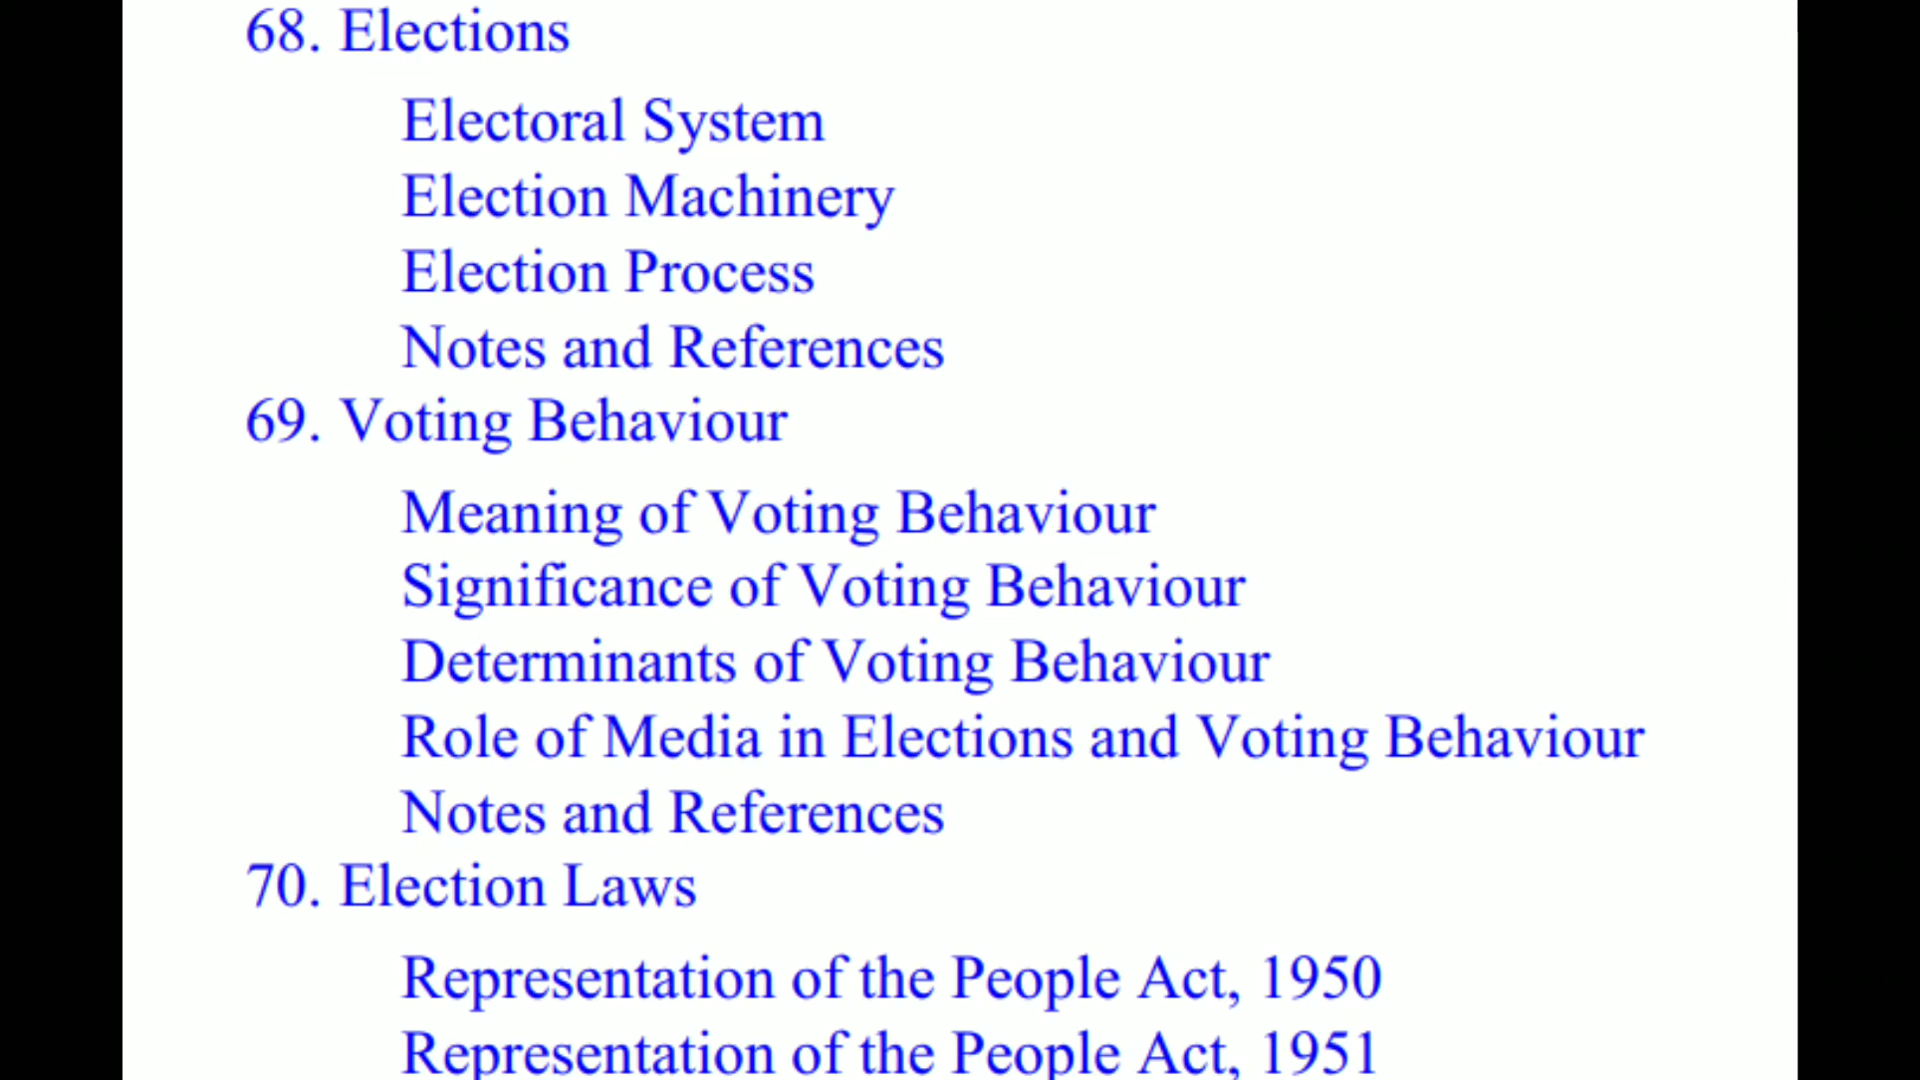 68. Elections
Electoral System
Election Machinery
Election Process
Notes and References
69. Voting Behaviour
Meaning of Voting Behaviour
Significance of Voting Behaviour
Determinants of Voting Behaviour
Role of Media in Elections and Voting Behaviour
Notes and References
70. Election Laws
Representation of the People Act, 1950
Representation of the People Act, 1951